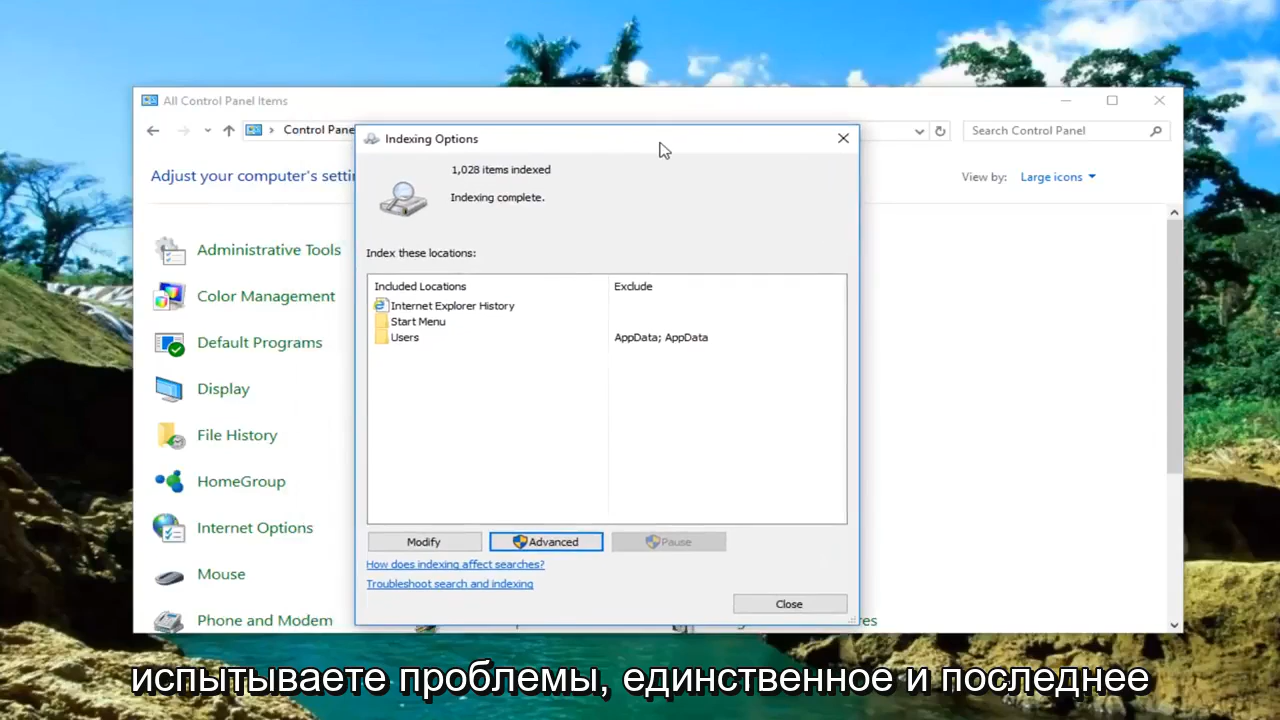 All Control Panel Items
Control Pane
Search Control Panel
Adjust your computer's setti
View by: Large icons
Administrative Tools
Color Management
Default Programs
Display
File History
HomeGroup
Internet Options
Mouse
Phone and Modem
Indexing Options
1,028 items indexed
Indexing complete.
Index these locations:
Included Locations Exclude
Internet Explorer History
Start Menu
Users AppData; AppData
Modify Advanced Pause
How does indexing affect searches?
Troubleshoot search and indexing
Close
испытываете проблемы, единственное и последнее